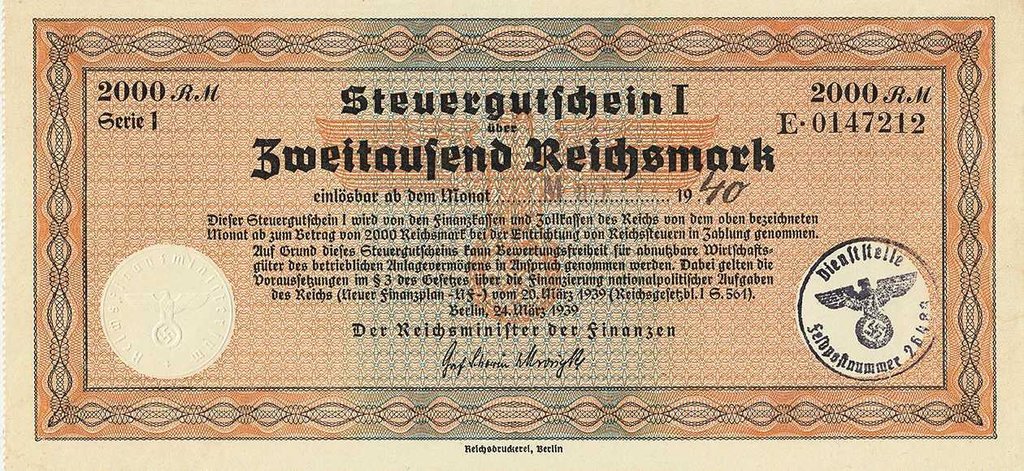 2000 RM
Steuergutschein I
2000 RM
Serie I
über
E·0147212
Zweitausend Reichsmark
einlösbar ab dem Monat 19 40
Dieser Steuergutschein I wird von den Finanzkassen und Zollkassen des Reichs von dem oben bezeichneten
Monat ab zum Betrag von 2000 Reichsmark bei der Entrichtung von Reichssteuern in Zahlung genommen.
Auf Grund dieses Steuergutscheins kann Bewertungsfreiheit für abnutzbare Wirtschafts-
güter des betrieblichen Anlagevermögens in Anspruch genommen werden. Dabei gelten die
Voraussetzungen im § 3 des Gesetzes über die Finanzierung nationalpolitischer Aufgaben
des Reichs (Neuer Finanzplan -NF-) vom 20. März 1939 (Reichsgesetzbl. I S. 561).
Berlin, 24. März 1939
Der Reichsminister der Finanzen
Reichsfinanzministerium
Dienststelle
Feldpostnummer
Reichsdruckerei, Berlin